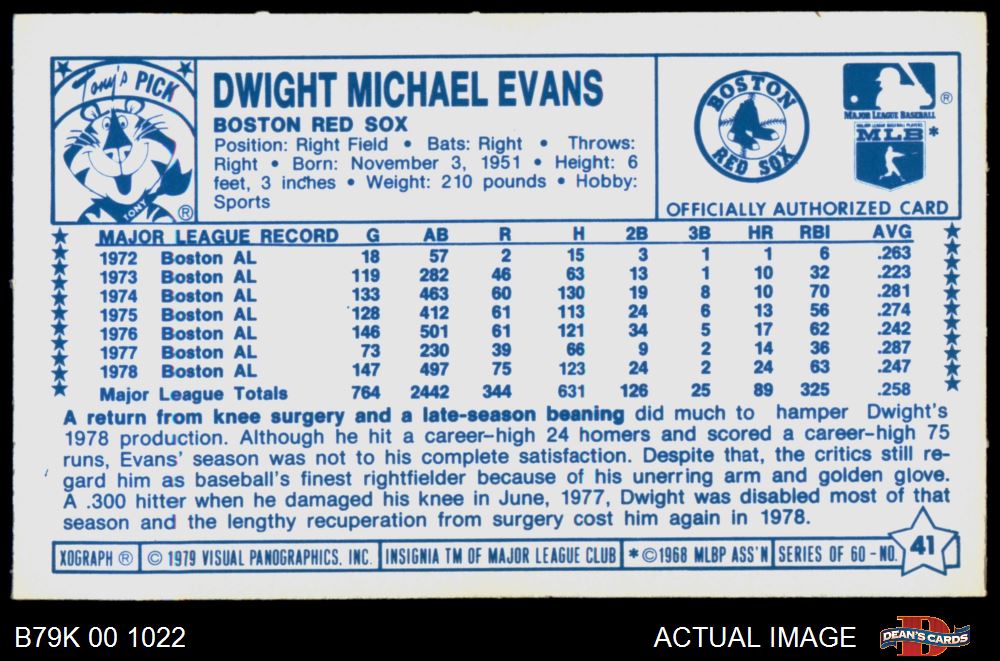 Tony's PICK
TONY ®
DWIGHT MICHAEL EVANS
BOSTON RED SOX
Position: Right Field • Bats: Right • Throws:
Right • Born: November 3, 1951 • Height: 6
feet, 3 inches • Weight: 210 pounds • Hobby:
Sports
BOSTON
RED SOX
®
MAJOR LEAGUE BASEBALL
MAJOR LEAGUE BASEBALL PLAYERS
MLB *
OFFICIALLY AUTHORIZED CARD
MAJOR LEAGUE RECORD G AB R H 2B 3B HR RBI AVG
1972 Boston AL 18 57 2 15 3 1 1 6 .263
1973 Boston AL 119 282 46 63 13 1 10 32 .223
1974 Boston AL 133 463 60 130 19 8 10 70 .281
1975 Boston AL 128 412 61 113 24 6 13 56 .274
1976 Boston AL 146 501 61 121 34 5 17 62 .242
1977 Boston AL 73 230 39 66 9 2 14 36 .287
1978 Boston AL 147 497 75 123 24 2 24 63 .247
Major League Totals 764 2442 344 631 126 25 89 325 .258
A return from knee surgery and a late-season beaning did much to hamper Dwight's
1978 production. Although he hit a career-high 24 homers and scored a career-high 75
runs, Evans' season was not to his complete satisfaction. Despite that, the critics still re-
gard him as baseball's finest rightfielder because of his unerring arm and golden glove.
A .300 hitter when he damaged his knee in June, 1977, Dwight was disabled most of that
season and the lengthy recuperation from surgery cost him again in 1978.
XOGRAPH ® © 1979 VISUAL PANOGRAPHICS, INC. INSIGNIA TM OF MAJOR LEAGUE CLUB *©1968 MLBP ASS'N SERIES OF 60 - NO. 41
B79K 00 1022
ACTUAL IMAGE
DEAN'S CARDS